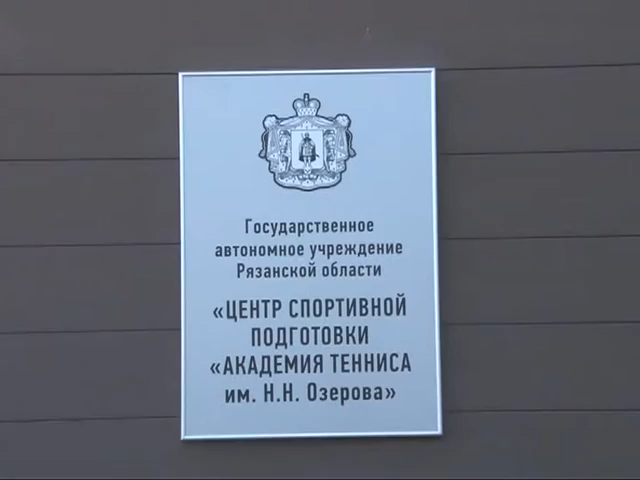 Государственное
автономное учреждение
Рязанской области
«ЦЕНТР СПОРТИВНОЙ
ПОДГОТОВКИ
«АКАДЕМИЯ ТЕННИСА
им. Н.Н. Озерова»